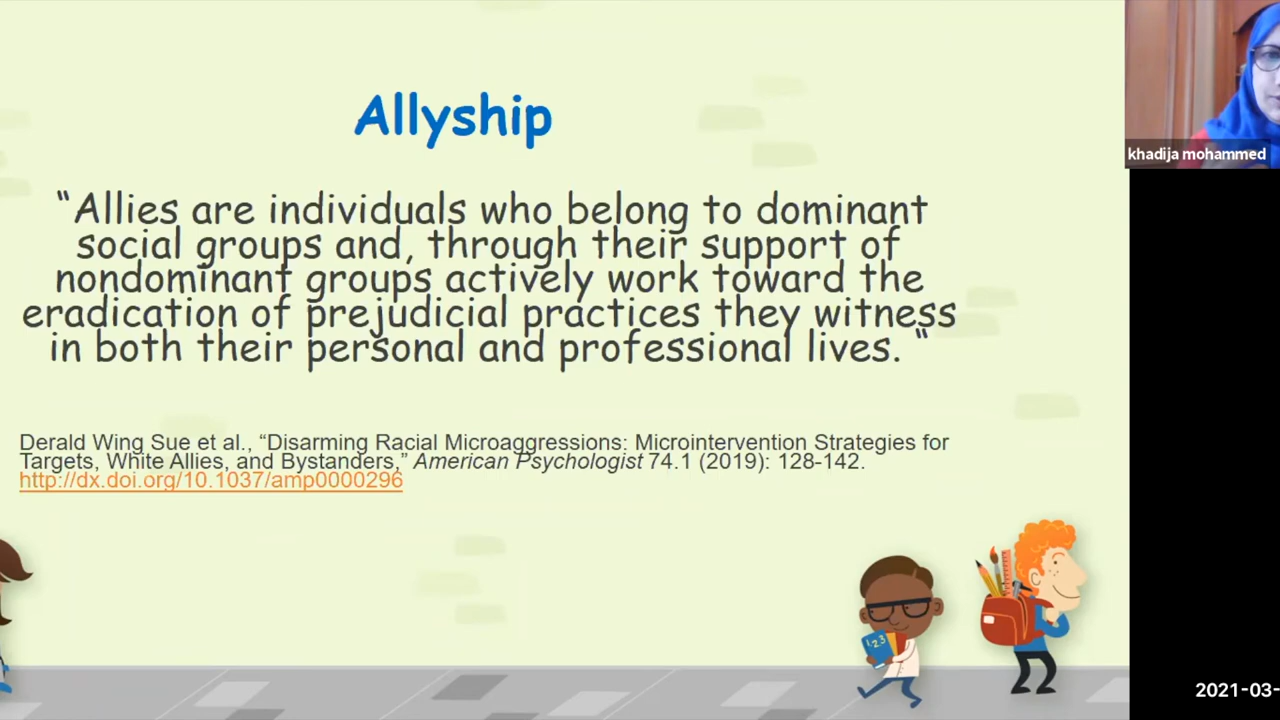 Allyship
“Allies are individuals who belong to dominant
social groups and, through their support of
nondominant groups actively work toward the
eradication of prejudicial practices they witness
in both their personal and professional lives. “
Derald Wing Sue et al., “Disarming Racial Microaggressions: Microintervention Strategies for
Targets, White Allies, and Bystanders,” American Psychologist 74.1 (2019): 128-142.
http://dx.doi.org/10.1037/amp0000296
khadija mohammed
123
2021-03-